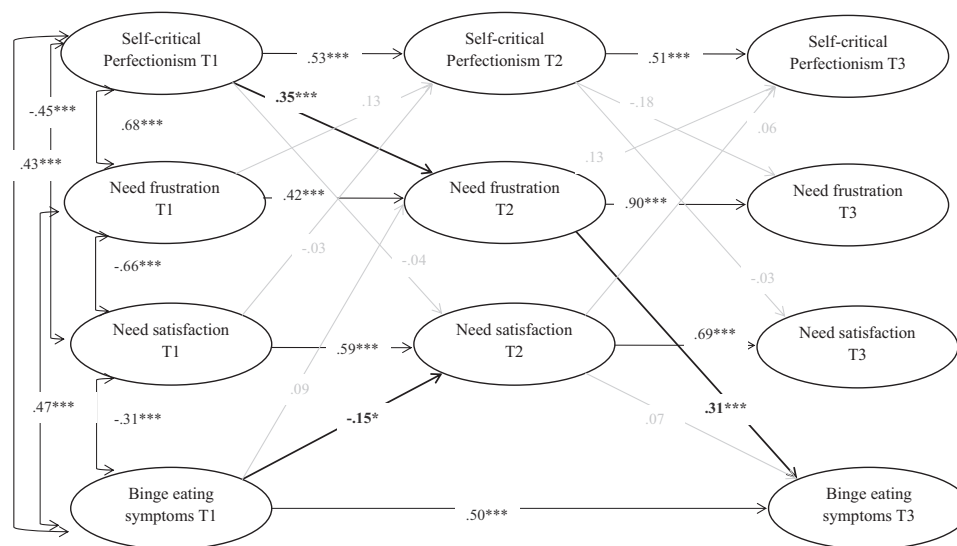 Self-critical
Perfectionism T1
Self-critical
Perfectionism T2
Self-critical
Perfectionism T3
.53***
.51***
-.45***
.35***
.13
-.18
.06
.68***
.43***
.13
Need frustration
T1
Need frustration
T2
Need frustration
T3
.42***
.90***
-.03
-.04
-.66***
-.03
Need satisfaction
T1
Need satisfaction
T2
Need satisfaction
T3
.59***
.69***
.09
.47***
-.31***
-.15*
.07
.31***
Binge eating
symptoms T1
Binge eating
symptoms T3
.50***